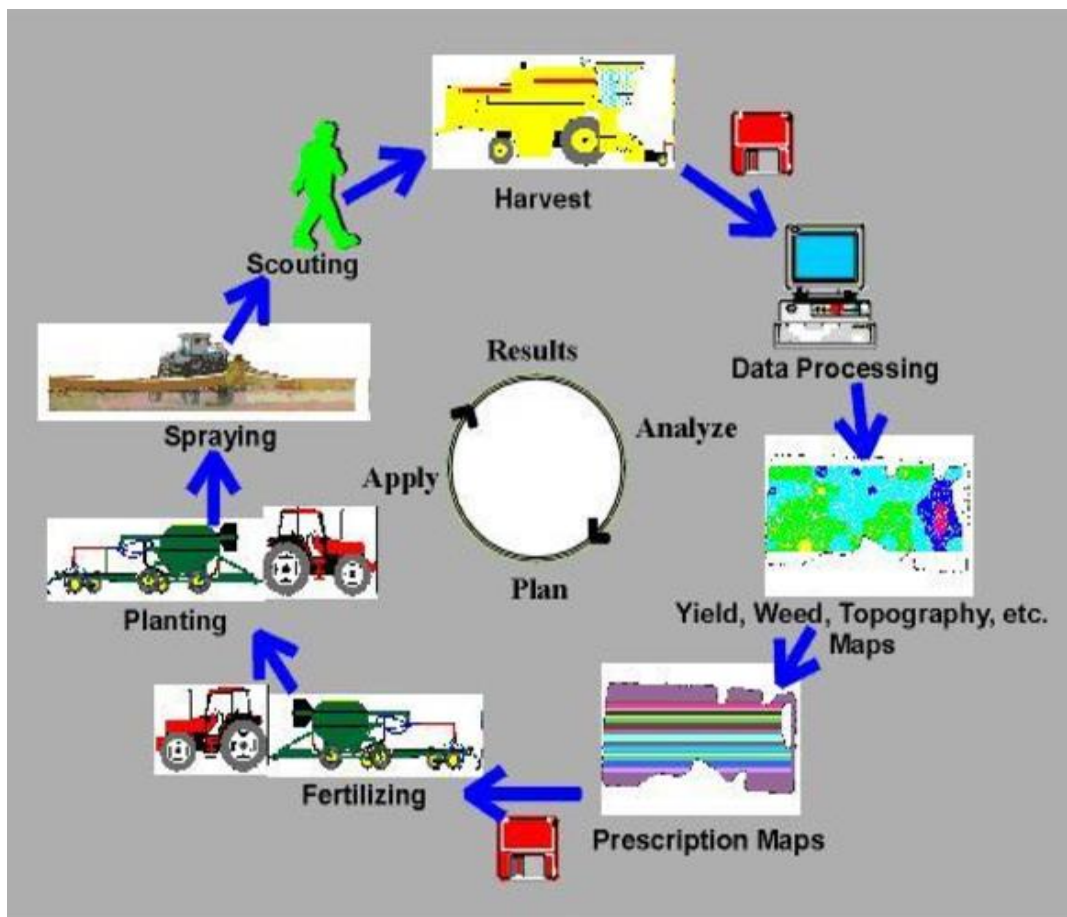 Harvest
Scouting
Results
Data Processing
Analyze
Spraying
Apply
Plan
Planting
Yield, Weed, Topography, etc.
Maps
Fertilizing
Prescription Maps